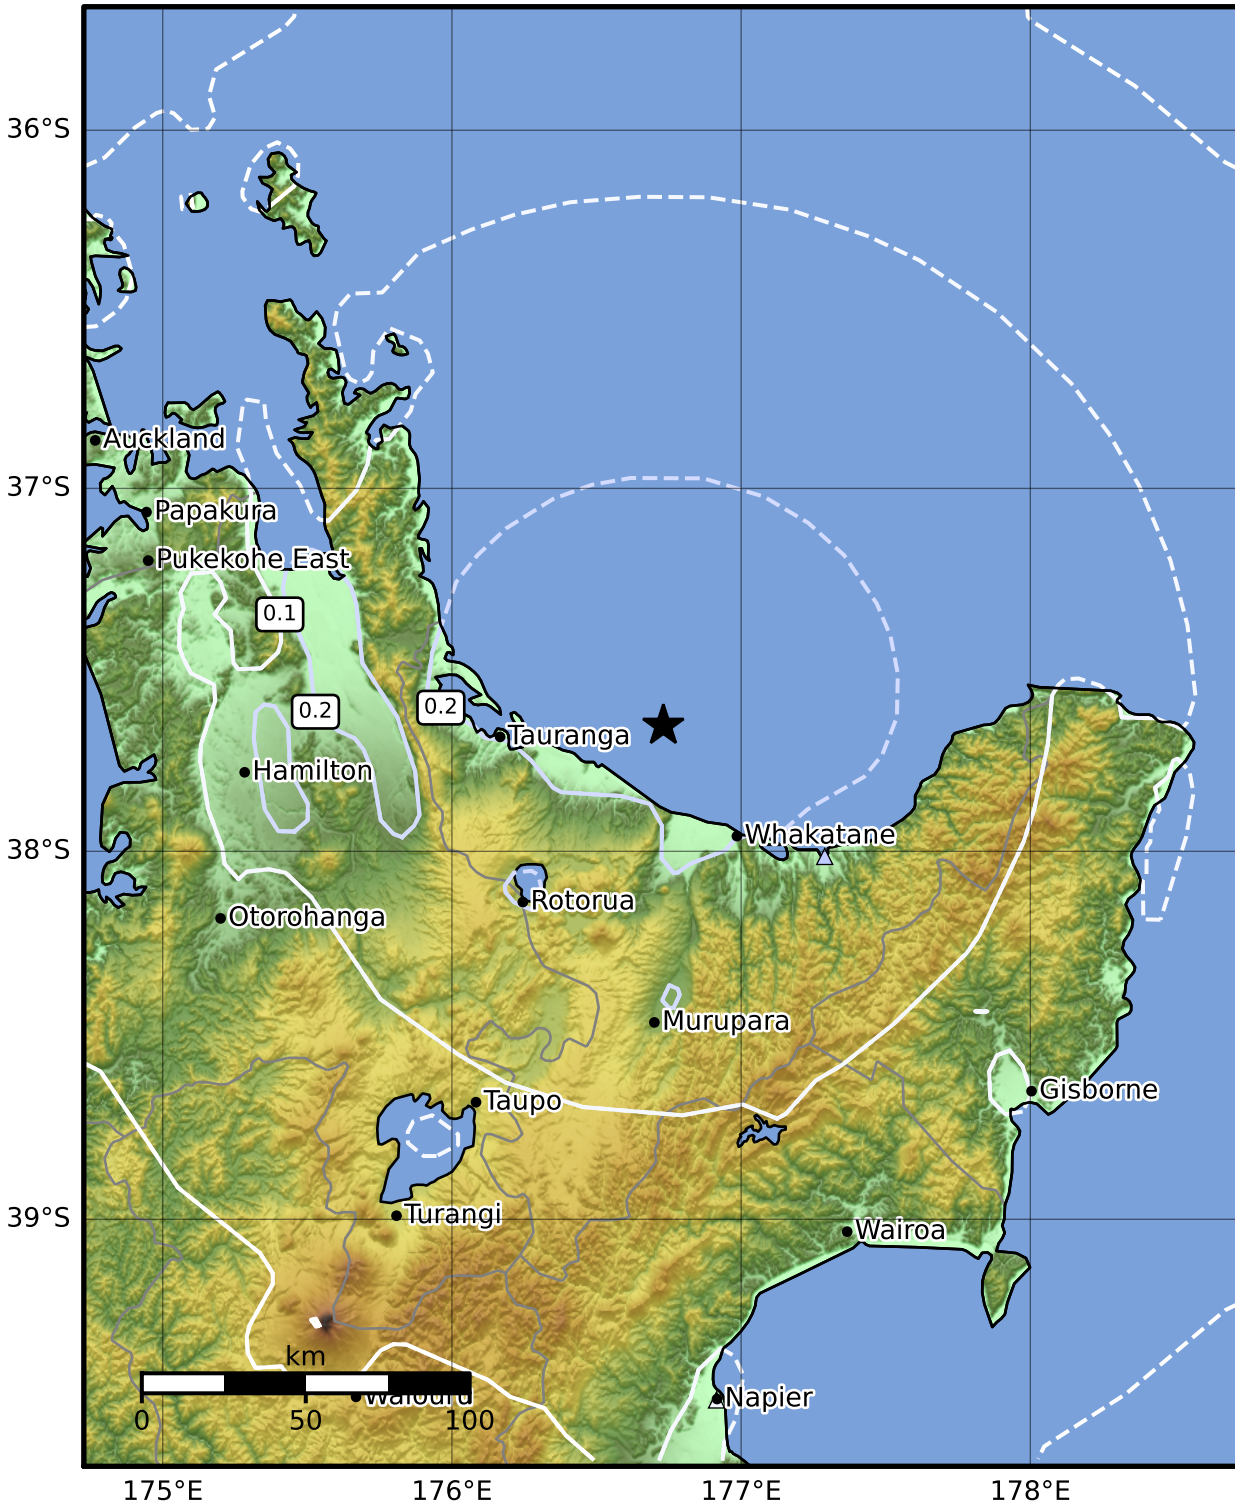 36°S
Auckland
37°S
Papakura
Pukekohe East
0.1
0.2
0.2
Tauranga
Hamilton
Whakatane
38°S
Rotorua
Otorohanga
Murupara
Gisborne
Taupo
39°S
Turangi
Wairoa
km
Waiouru
Napier
0
50
100
175°E
176°E
177°E
178°E